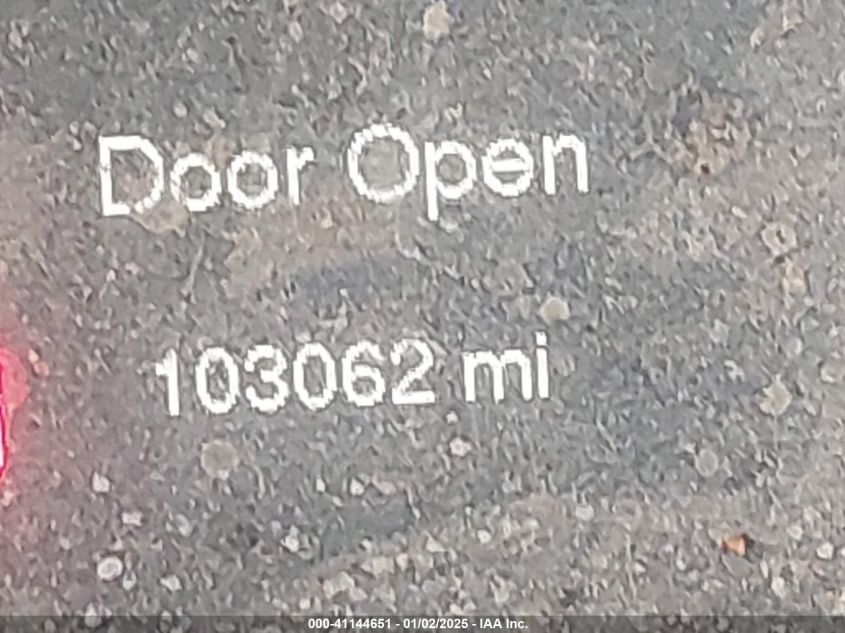 Door Open
103062 mi
000-41144651 - 01/02/2025 - IAA Inc.